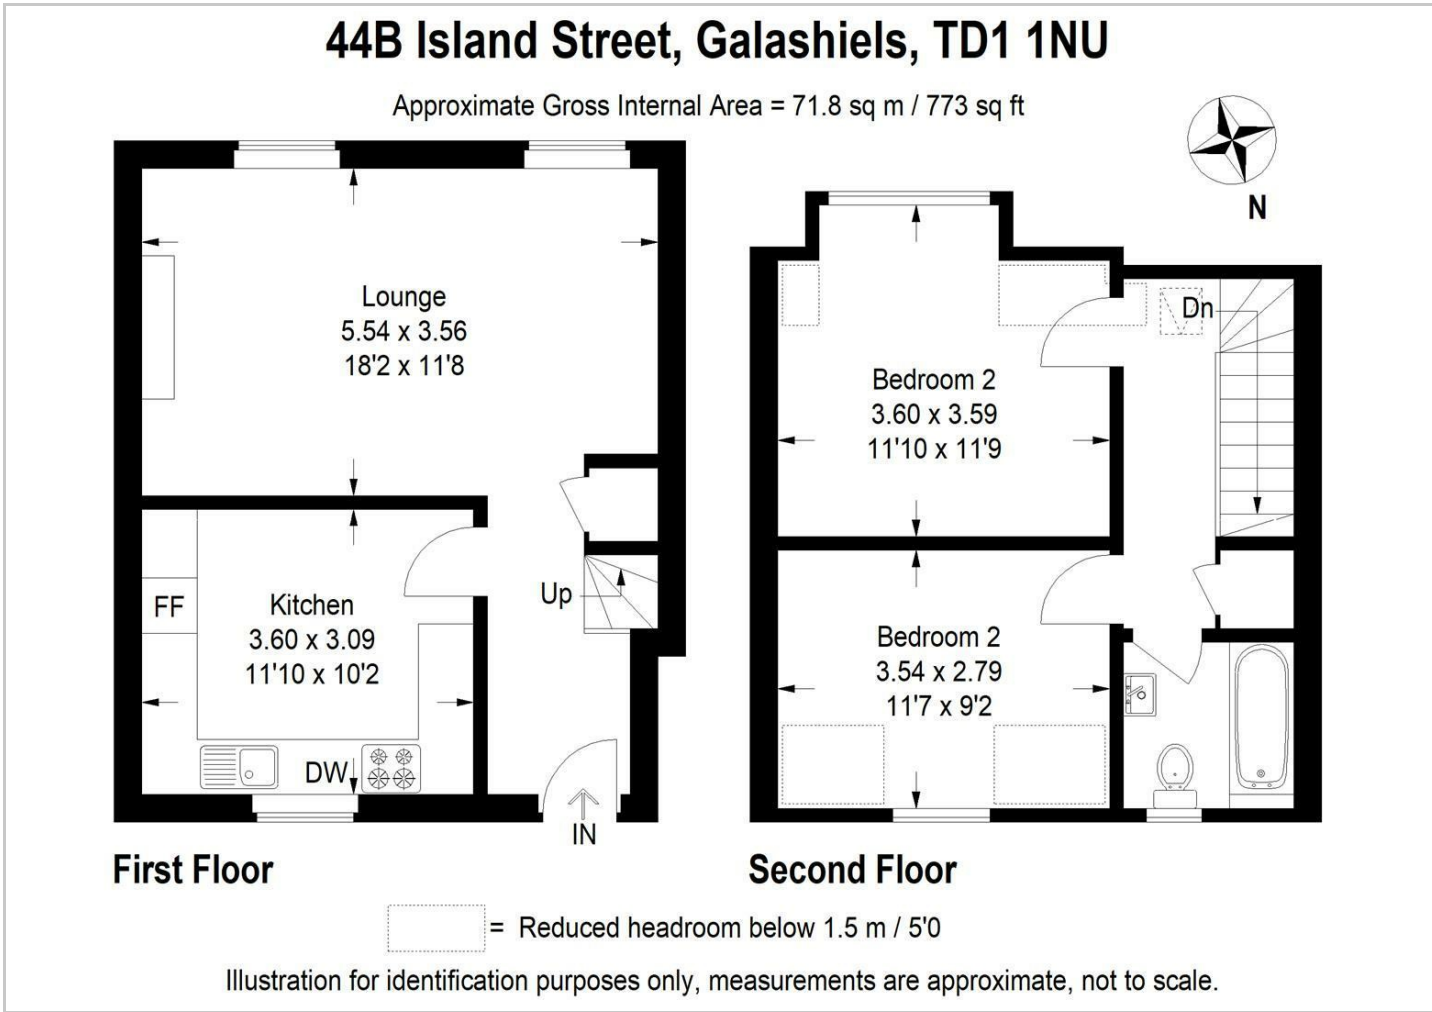 44B Island Street, Galashiels, TD1 1NU
Approximate Gross Internal Area = 71.8 sq m / 773 sq ft
N
Lounge
5.54 x 3.56
18'2 x 11'8
Kitchen
3.60 x 3.09
11'10 x 10'2
FF
DW
Up
IN
First Floor
Dn
Bedroom 2
3.60 x 3.59
11'10 x 11'9
Bedroom 2
3.54 x 2.79
11'7 x 9'2
Second Floor
= Reduced headroom below 1.5 m / 5'0
Illustration for identification purposes only, measurements are approximate, not to scale.